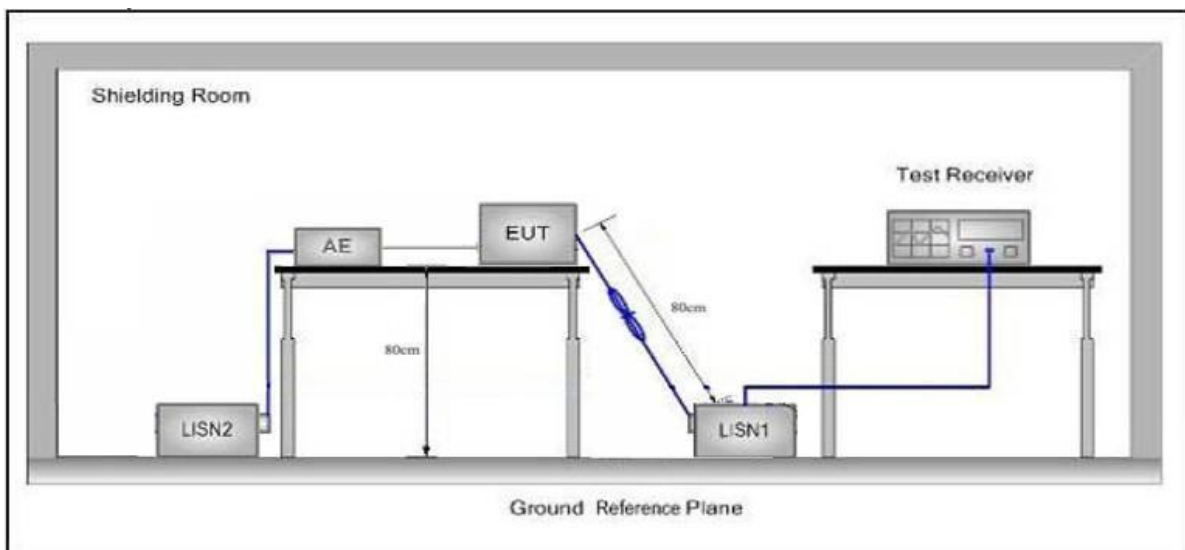 Shielding Room
Test Receiver
AE
EUT
80cm
80cm
LISN2
LISN1
Ground Reference Plane